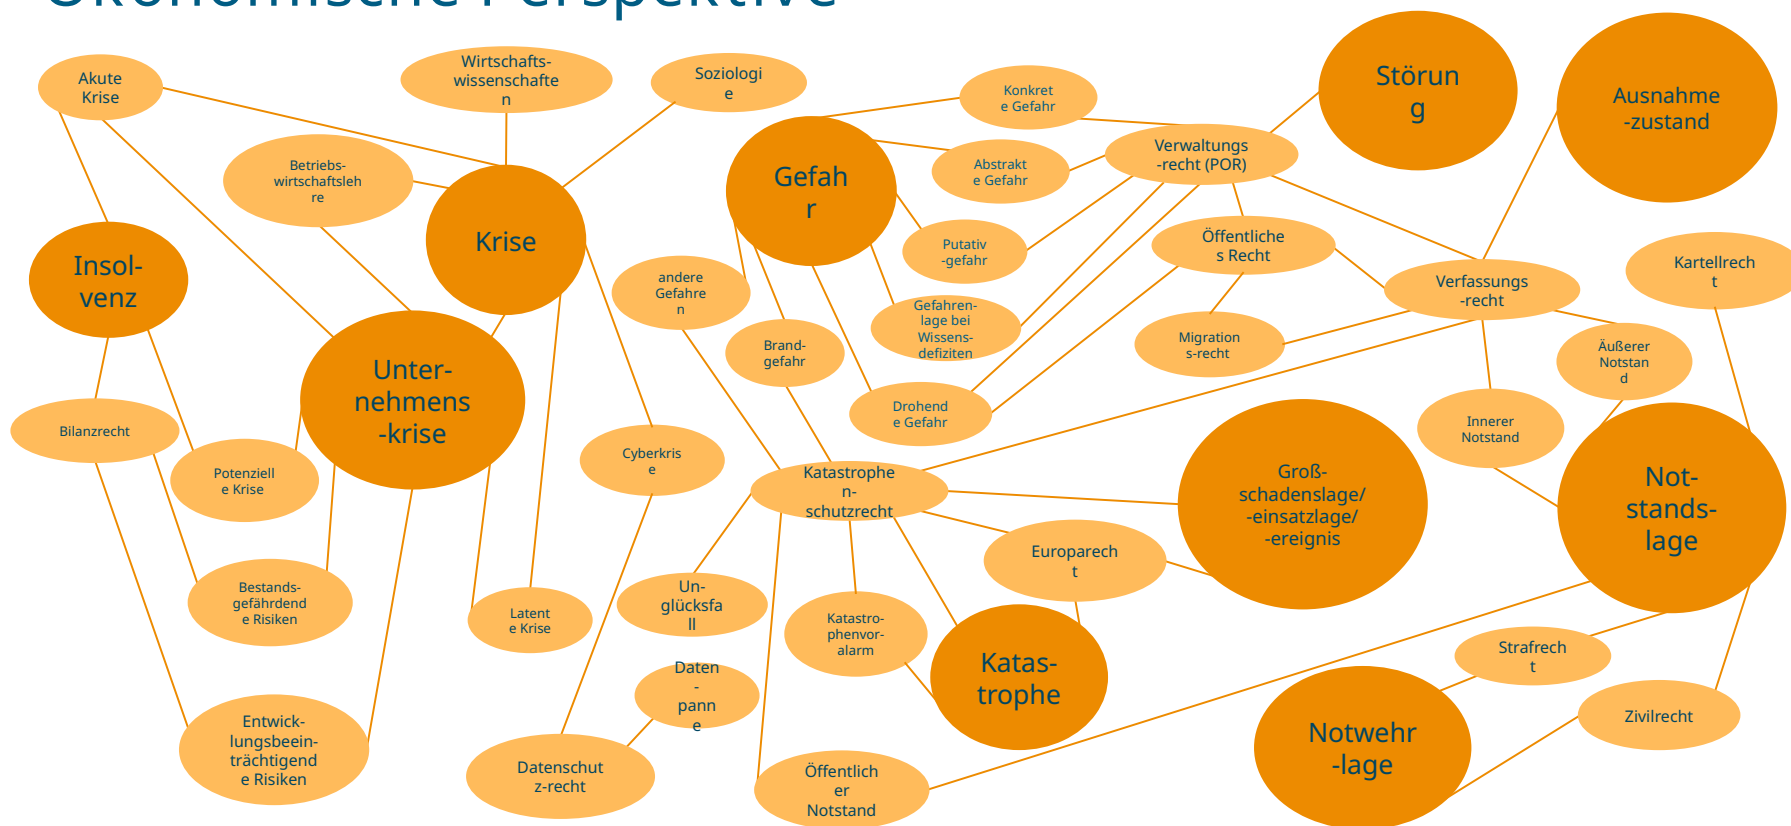 Ökonomische Perspektive
Akute
Krise
Wirtschafts-
wissenschafte
n
Soziologi
e
Konkret
e Gefahr
Störun
g
Ausnahme
-zustand
Betriebs-
wirtschaftsleh
re
Gefah
r
Abstrakt
e Gefahr
Verwaltungs
-recht (POR)
Krise
Insol-
venz
andere
Gefahre
n
Putativ
-gefahr
Öffentliche
s Recht
Verfassungs
-recht
Kartellrech
t
Gefahren-
lage bei
Wissens-
defiziten
Brand-
gefahr
Migration
s-recht
Äußerer
Notstan
d
Unter-
nehmens
-krise
Drohend
e Gefahr
Innerer
Notstand
Bilanzrecht
Potenziell
e Krise
Cyberkris
e
Katastrophe
n-
schutzrecht
Groß-
schadenslage/
-einsatzlage/
-ereignis
Not-
stands-
lage
Europarech
t
Bestands-
gefährdend
e Risiken
Latent
e Krise
Un-
glücksfa
ll
Katastro-
phenvor-
alarm
Katas-
trophe
Strafrech
t
Daten
-
pann
e
Zivilrecht
Entwick-
lungsbeein-
trächtigend
e Risiken
Datenschut
z-recht
Öffentlich
er
Notstand
Notwehr
-lage